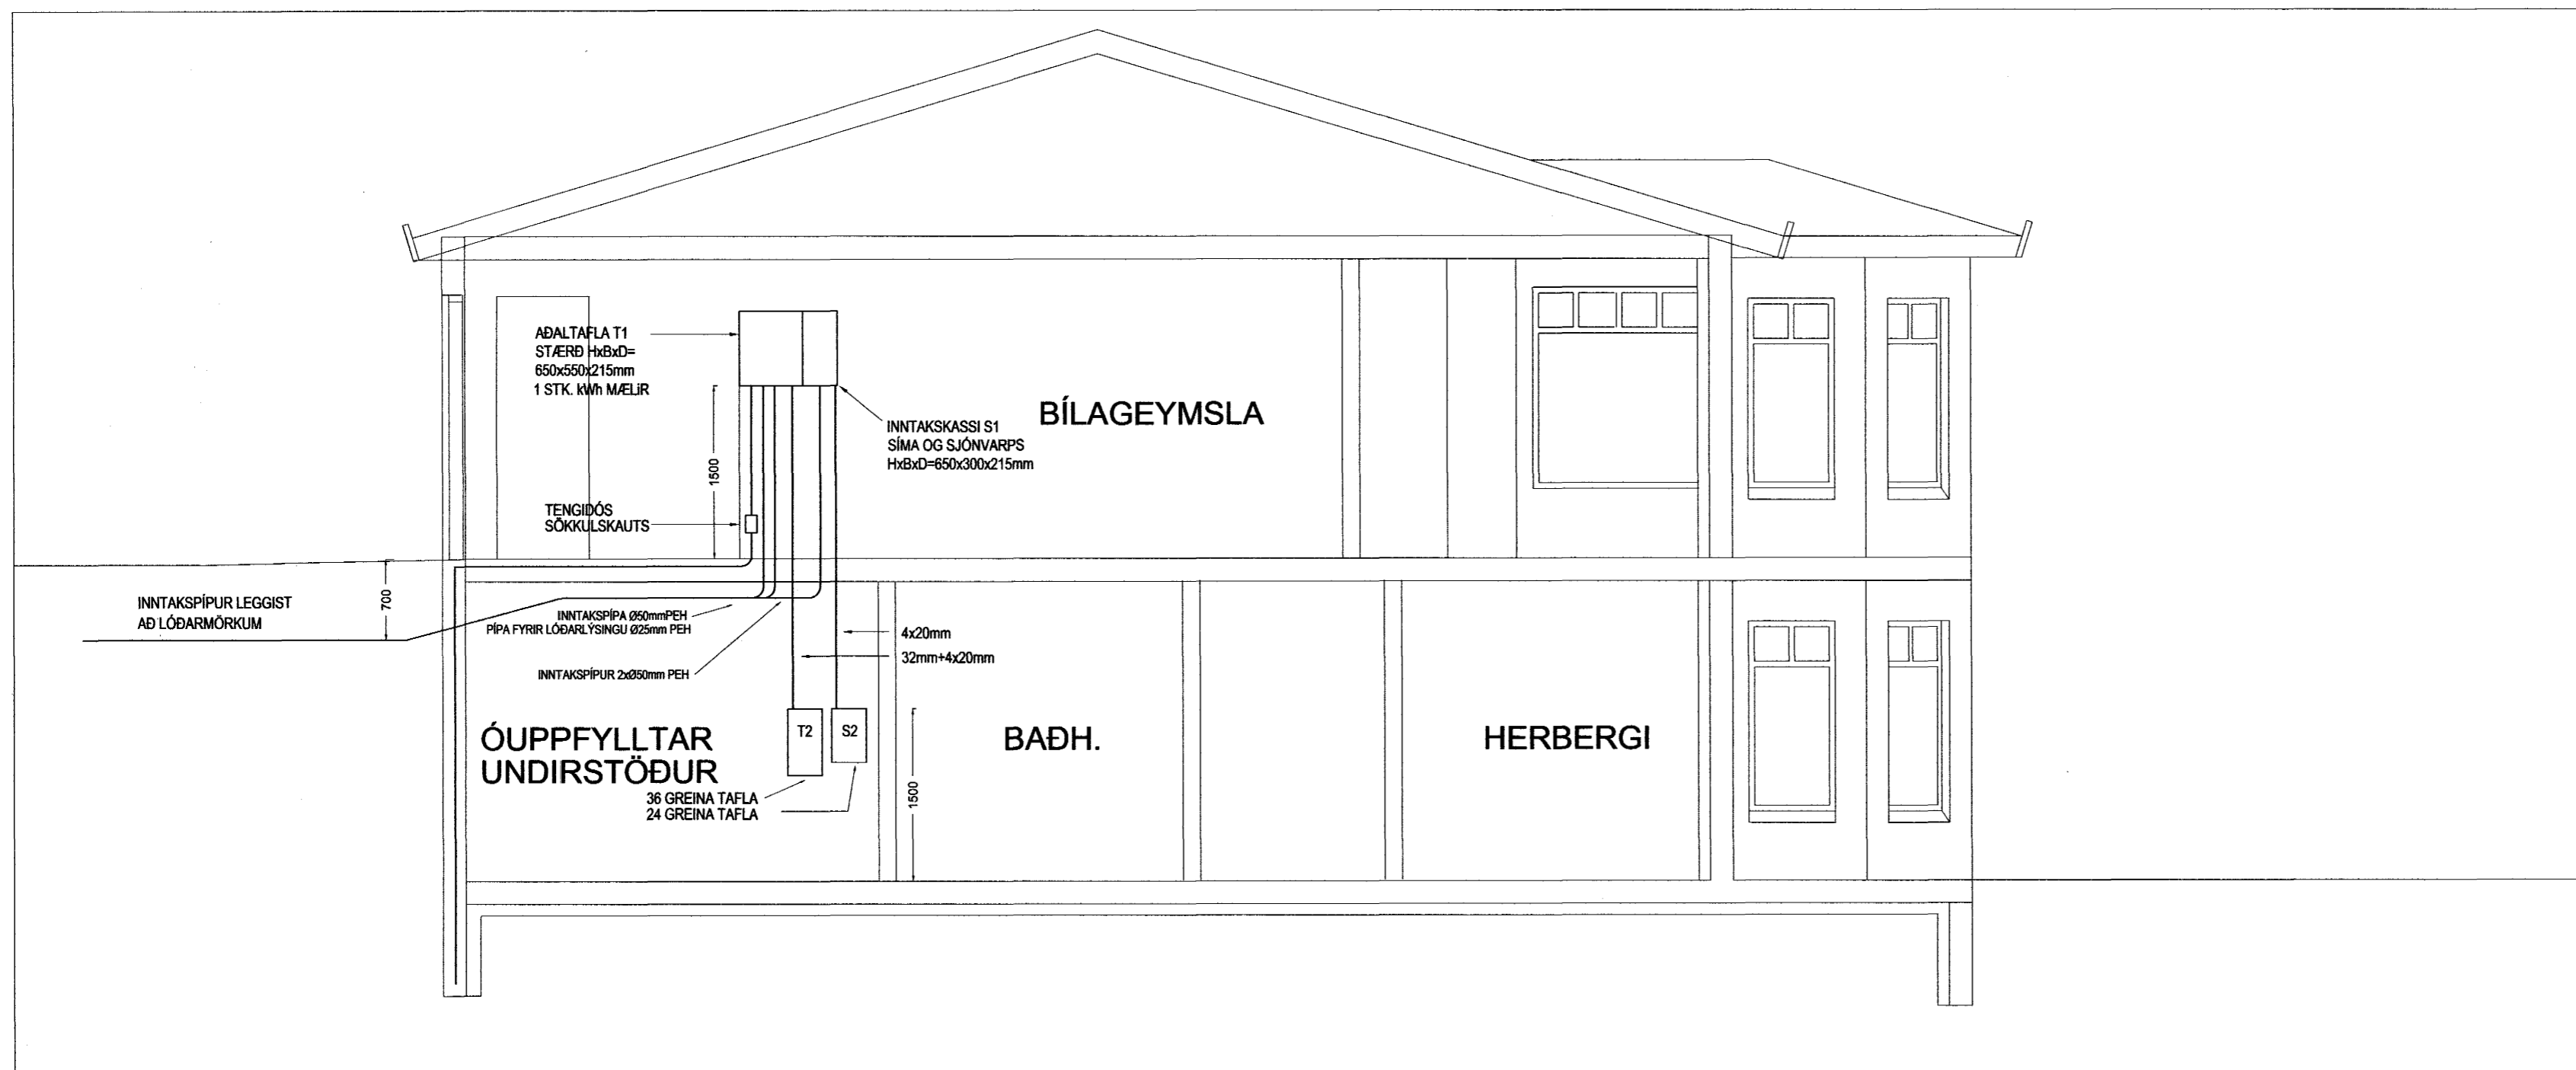 AÐALTAFLA T1
STÆRÐ HxBxD=
650x550x215mm
1 STK. kWh MÆLiR
INNTAKSKASSI S1
SÍMA OG SJÓNVARPS
HxBxD=650x300x215mm
BÍLAGEYMSLA
1500
TENGIDÓS
SÖKKULSKAUTS
700
INNTAKSPÍPUR LEGGIST
AÐ LÓÐARMÖRKUM
INNTAKSPÍPA Ø50mmPEH
PÍPA FYRIR LÓÐARLÝSINGU Ø25mm PEH
INNTAKSPÍPUR 2xØ50mm PEH
4x20mm
32mm+4x20mm
ÓUPPFYLLTAR
UNDIRSTÖÐUR
T2
S2
36 GREINA TAFLA
24 GREINA TAFLA
1500
BAÐH.
HERBERGI